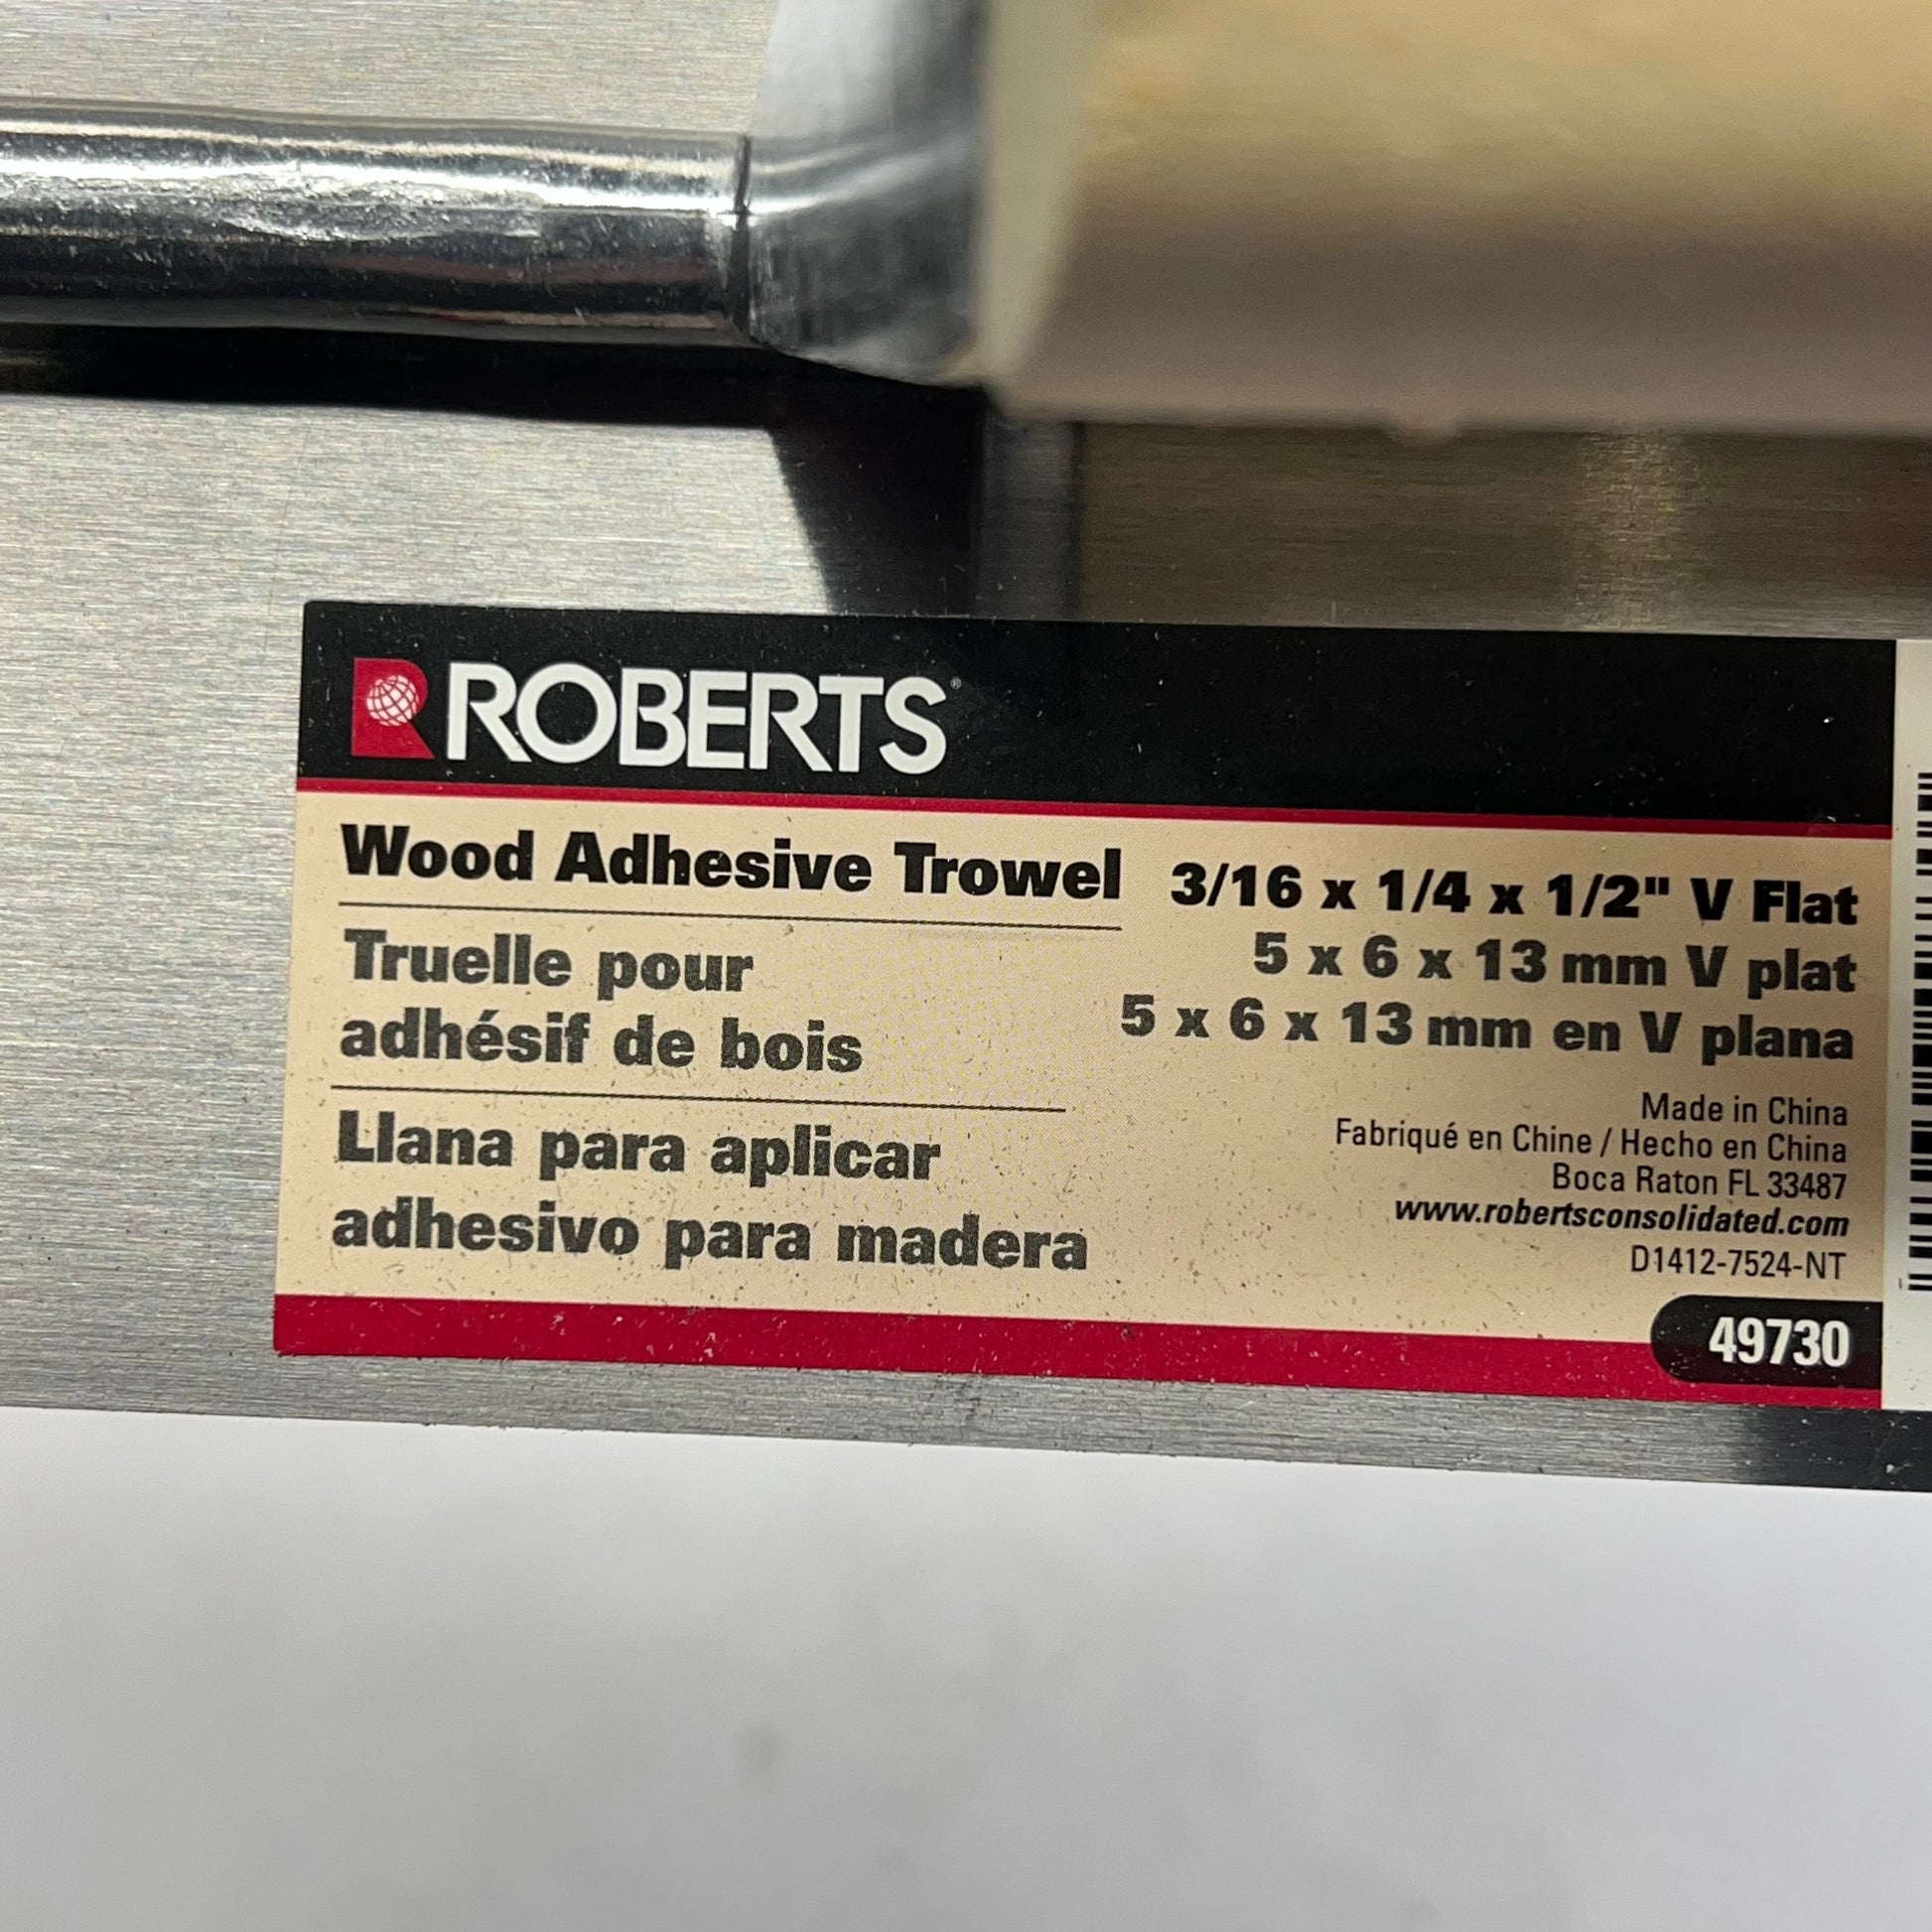 ROBERTS®
Wood Adhesive Trowel
Truelle pour
adhésif de bois
Llana para aplicar
adhesivo para madera
3/16 x 1/4 x 1/2" V Flat
5 x 6 x 13 mm V plat
5 x 6 x 13 mm en V plana
Made in China
Fabriqué en Chine / Hecho en China
Boca Raton FL 33487
www.robertsconsolidated.com
D1412-7524-NT
49730